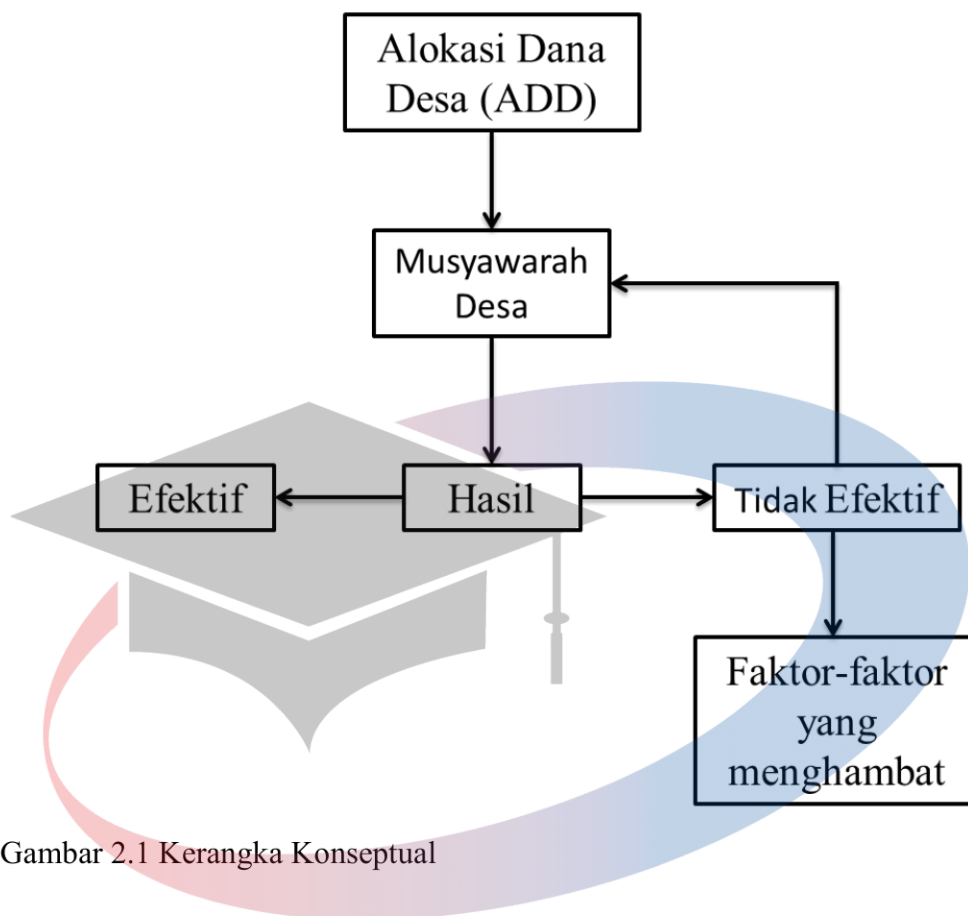 Alokasi Dana
Desa (ADD)
Musyawarah
Desa
Efektif
Hasil
Tidak Efektif
Faktor-faktor
yang
menghambat
Gambar 2.1 Kerangka Konseptual